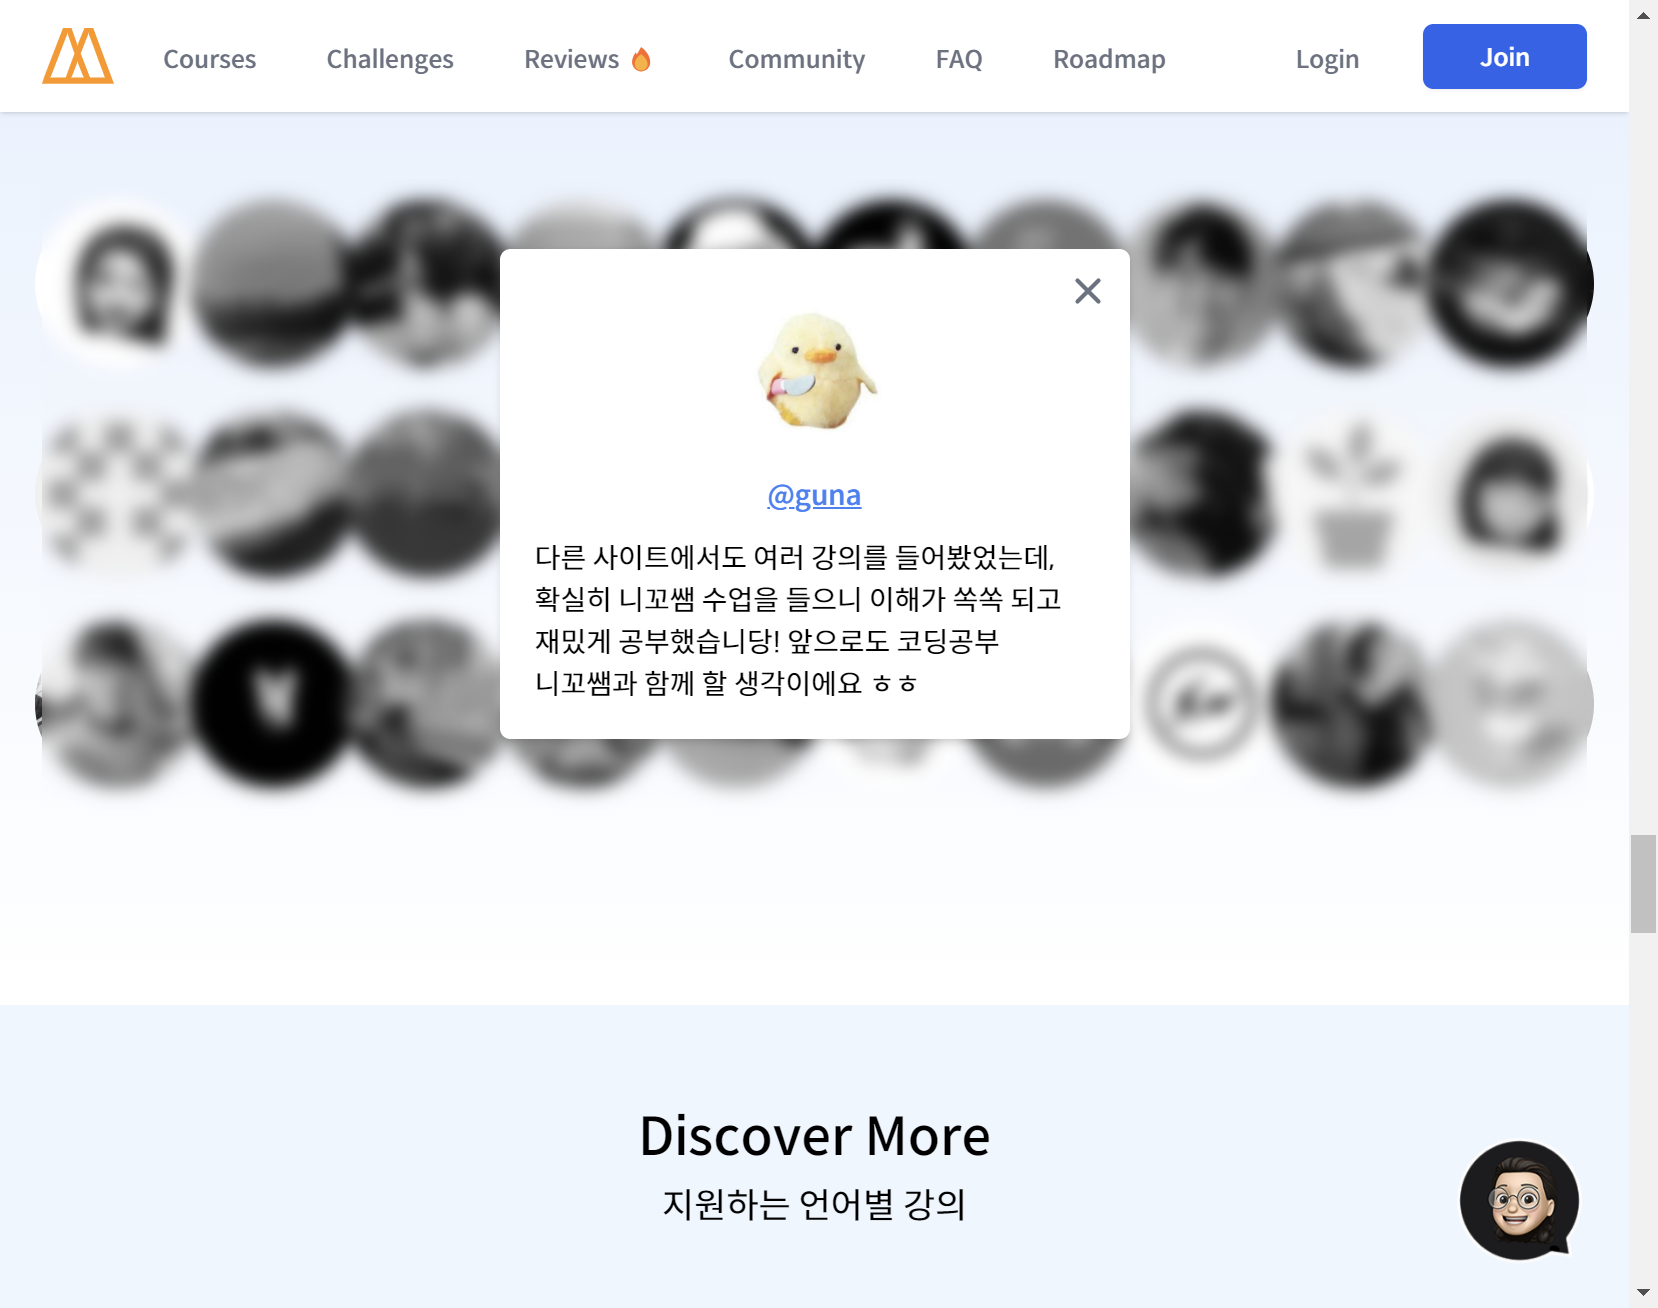 Courses Challenges Reviews Community FAQ Roadmap Login Join
@guna
다른 사이트에서도 여러 강의를 들어봤었는데,
확실히 니꼬쌤 수업을 들으니 이해가 쏙쏙 되고
재밌게 공부했습니당! 앞으로도 코딩공부
니꼬쌤과 함께 할 생각이에요 ㅎㅎ
Discover More
지원하는 언어별 강의